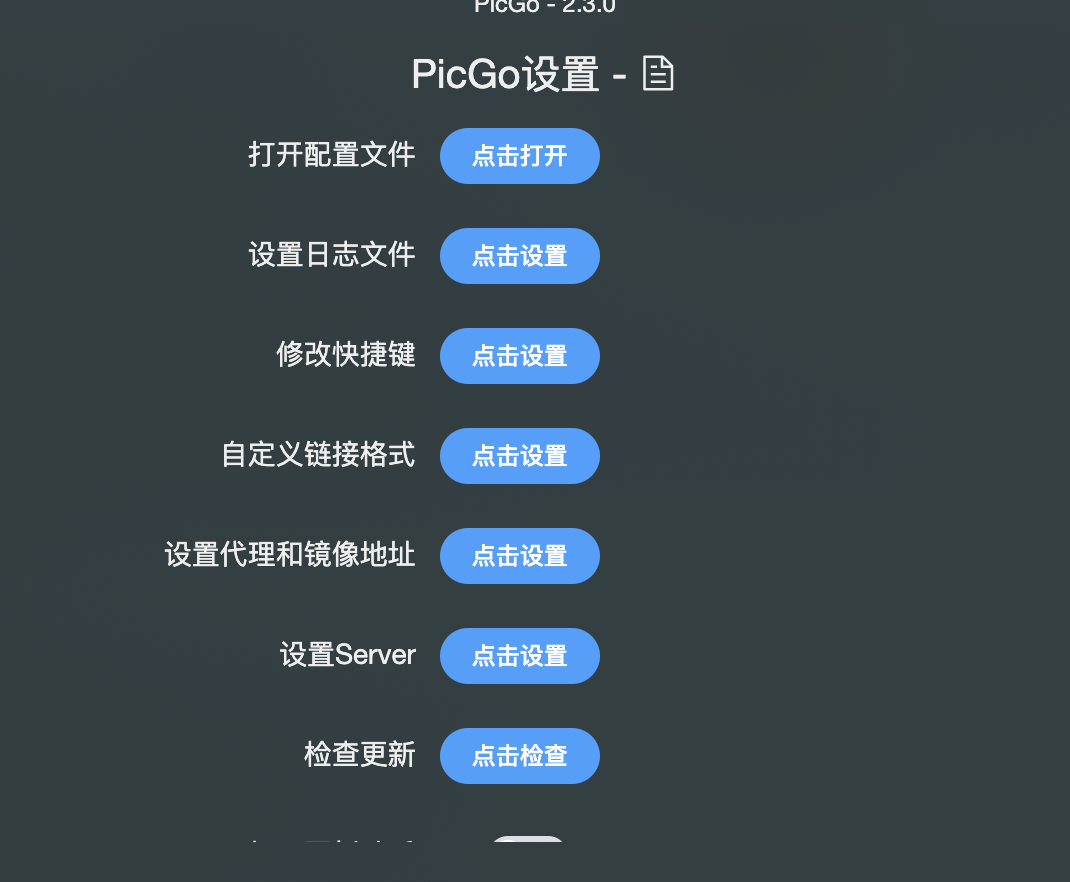 PicGo - 2.3.0
PicGo设置 -
打开配置文件 点击打开
设置日志文件 点击设置
修改快捷键 点击设置
自定义链接格式 点击设置
设置代理和镜像地址 点击设置
设置Server 点击设置
检查更新 点击检查